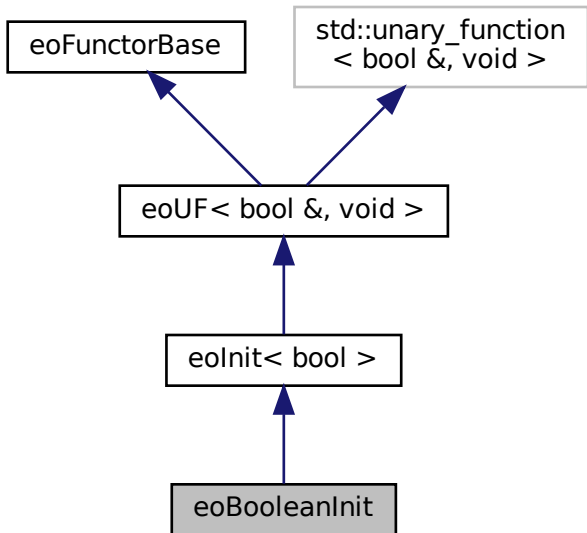 eoFunctorBase
std::unary_function
< bool &, void >
eoUF< bool &, void >
eoInit< bool >
eoBooleanInit